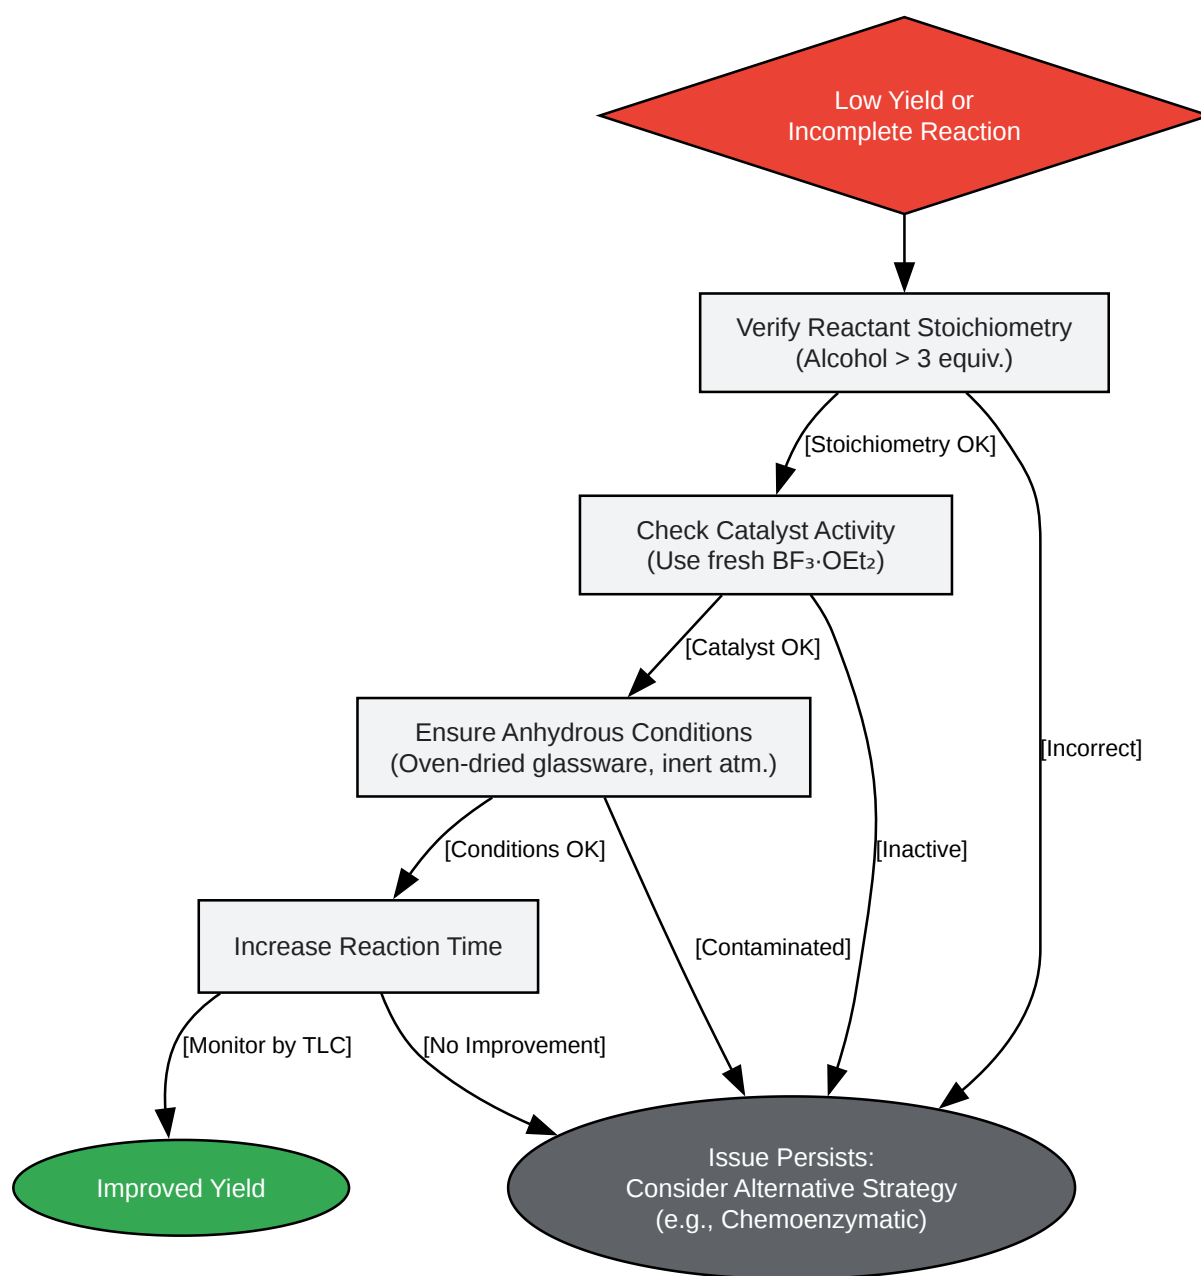 Low Yield or
Incomplete Reaction
Verify Reactant Stoichiometry
(Alcohol > 3 equiv.)
[Stoichiometry OK]
Check Catalyst Activity
(Use fresh BF₃·OEt₂)
[Catalyst OK]
Ensure Anhydrous Conditions
(Oven-dried glassware, inert atm.)
[Incorrect]
[Conditions OK]
[Inactive]
Increase Reaction Time
[Contaminated]
[Monitor by TLC]
[No Improvement]
Improved Yield
Issue Persists:
Consider Alternative Strategy
(e.g., Chemoenzymatic)